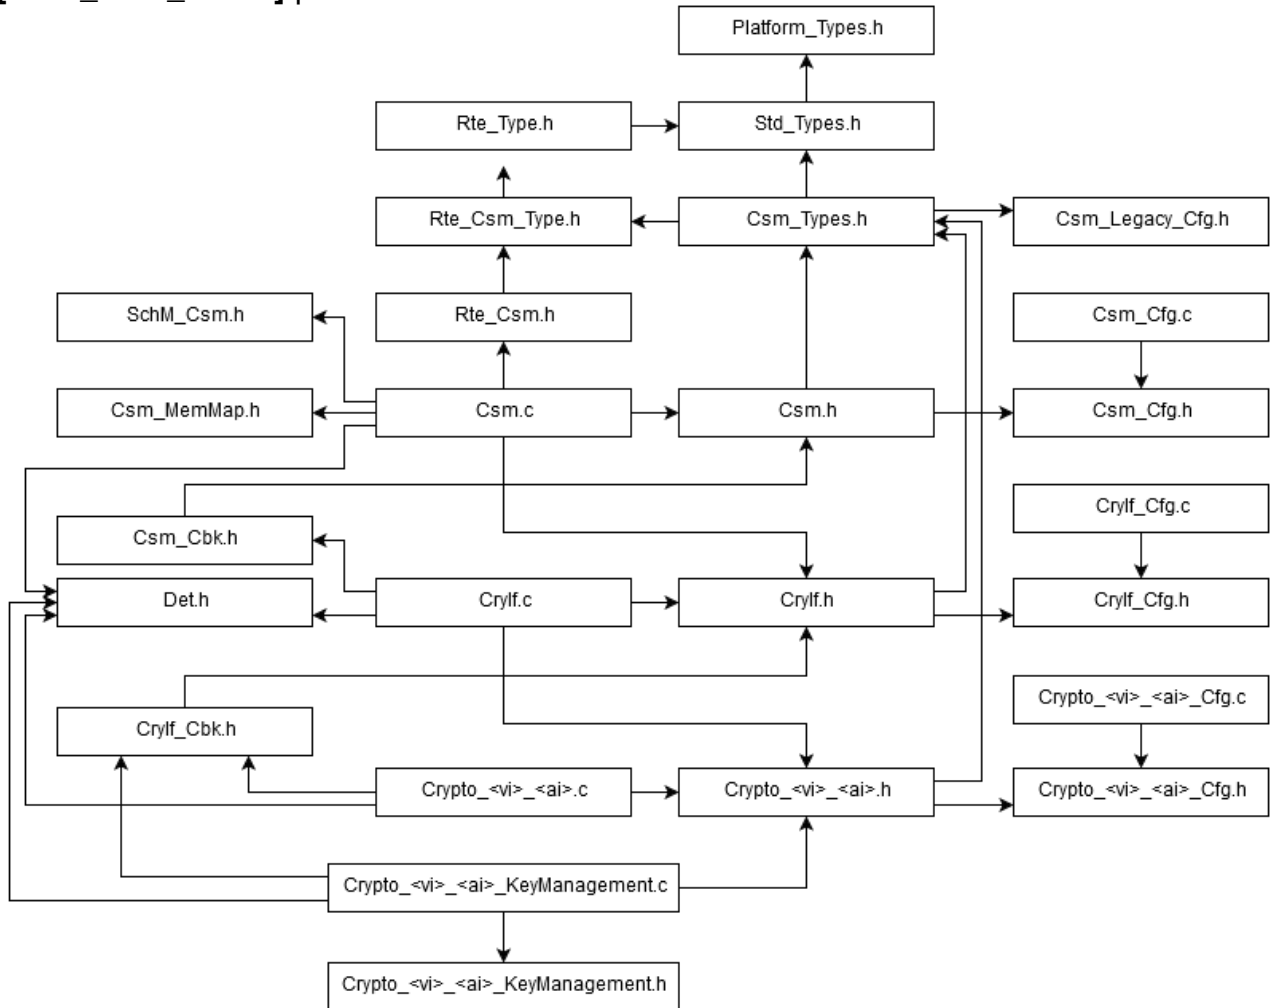 Platform_Types.h
Rte_Type.h
Std_Types.h
Rte_Csm_Type.h
Csm_Types.h
Csm_Legacy_Cfg.h
SchM_Csm.h
Rte_Csm.h
Csm_Cfg.c
Csm_MemMap.h
Csm.c
Csm.h
Csm_Cfg.h
CryIf_Cfg.c
Csm_Cbk.h
Det.h
CryIf.c
CryIf.h
CryIf_Cfg.h
Crypto_<vi>_<ai>_Cfg.c
CryIf_Cbk.h
Crypto_<vi>_<ai>.c
Crypto_<vi>_<ai>.h
Crypto_<vi>_<ai>_Cfg.h
Crypto_<vi>_<ai>_KeyManagement.c
Crypto_<vi>_<ai>_KeyManagement.h